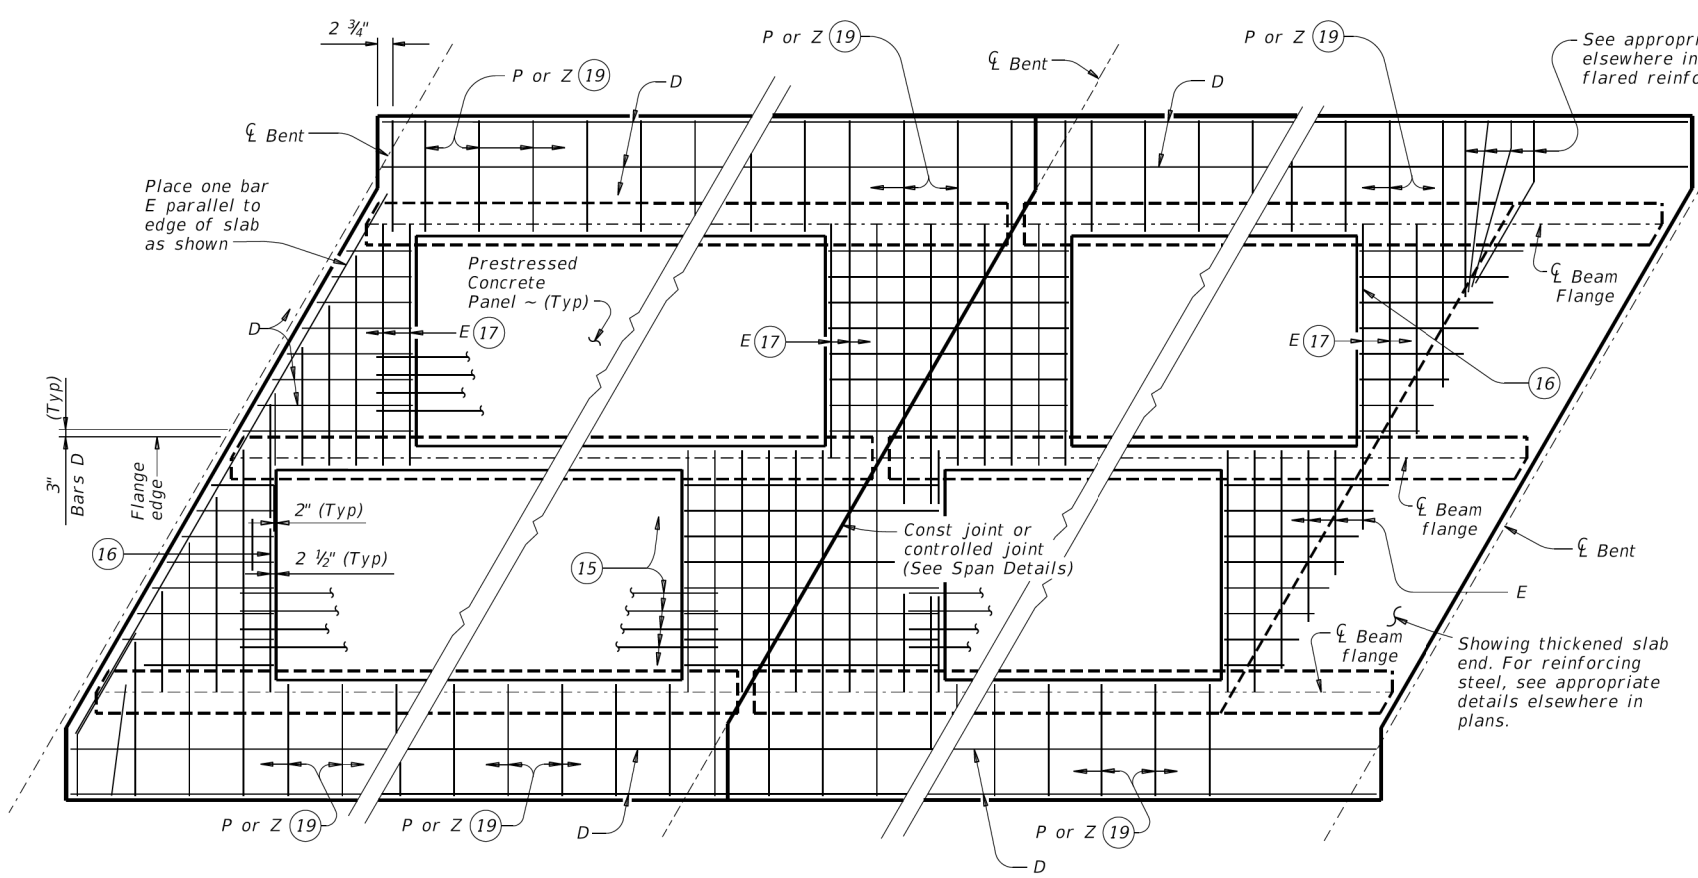 2 ¾"
P or Z 19
P or Z 19
P or Z 19
℄ Bent
See appropri
elsewhere in
flared reinfo
D
D
℄ Bent
Place one bar
E parallel to
edge of slab
as shown
Prestressed
Concrete
Panel ~ (Typ)
℄ Beam
Flange
D
E 17
E 17
E 17
16
(Typ)
3"
Bars D
Flange
edge
2" (Typ)
2 ½" (Typ)
16
15
Const joint or
controlled joint
(See Span Details)
℄ Beam
flange
℄ Bent
E
℄ Beam
flange
Showing thickened slab
end. For reinforcing
steel, see appropriate
details elsewhere in
plans.
P or Z 19
P or Z 19
D
P or Z 19
D